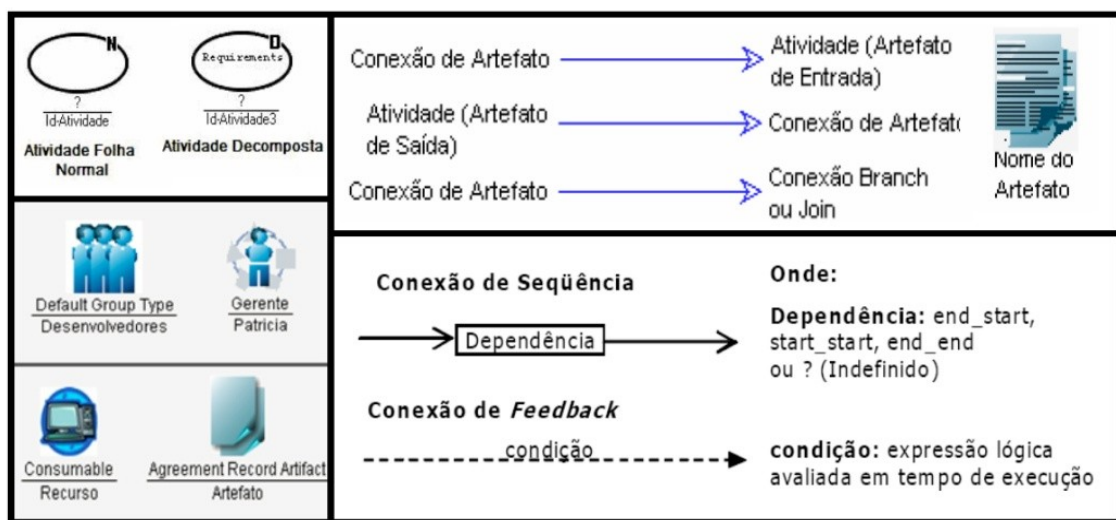 N
?
Id-Atividade
Atividade Folha
Normal
D
Requirements
?
Id-Atividade3
Atividade Decomposta
Default Group Type
Desenvolvedores
Gerente
Patricia
Consumable
Recurso
Agreement Record Artifact
Artefato
Conexão de Artefato
Atividade (Artefato
de Entrada)
Atividade (Artefato
de Saída)
Conexão de Artefat
Conexão de Artefato
Conexão Branch
ou Join
Nome do
Artefato
Conexão de Seqüência
Dependência
Onde:
Dependência: end_start,
start_start, end_end
ou ? (Indefinido)
Conexão de Feedback
condição
condição: expressão lógica
avaliada em tempo de execução